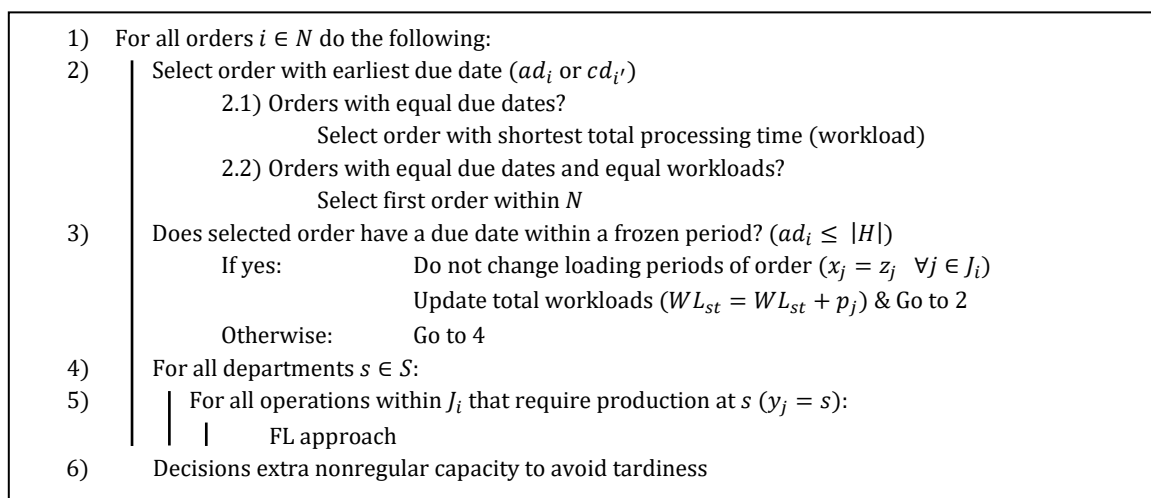 1) For all orders 𝑖 ∈ 𝑁 do the following:
2) Select order with earliest due date (𝑎𝑑ᵢ or 𝑐𝑑ᵢ′)
2.1) Orders with equal due dates?
Select order with shortest total processing time (workload)
2.2) Orders with equal due dates and equal workloads?
Select first order within 𝑁
3) Does selected order have a due date within a frozen period? (𝑎𝑑ᵢ ≤ |𝐻|)
If yes: Do not change loading periods of order (𝑥ⱼ = 𝑧ⱼ ∀𝑗 ∈ 𝐽ᵢ)
Update total workloads (𝑊𝐿ₛₜ = 𝑊𝐿ₛₜ + 𝑝ⱼ) & Go to 2
Otherwise: Go to 4
4) For all departments 𝑠 ∈ 𝑆:
5) For all operations within 𝐽ᵢ that require production at 𝑠 (𝑦ⱼ = 𝑠):
FL approach
6) Decisions extra nonregular capacity to avoid tardiness